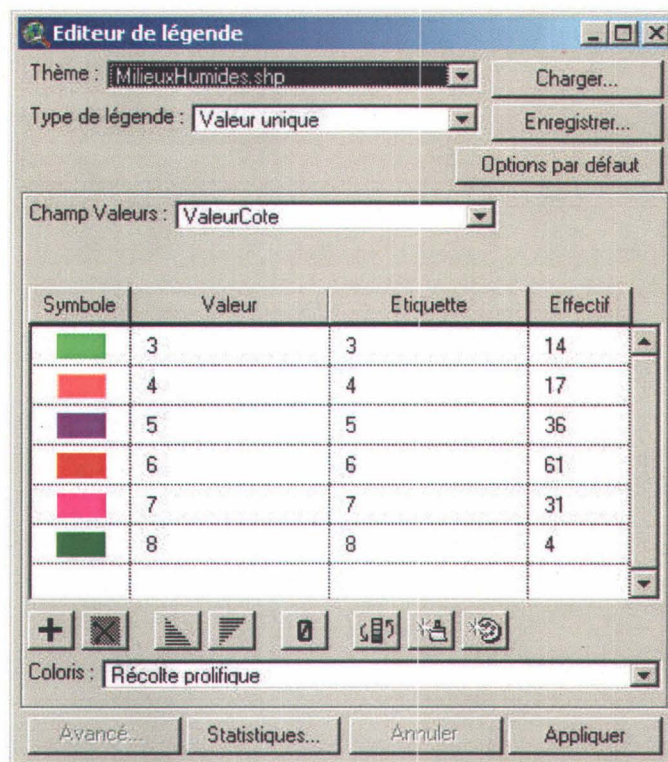 Editeur de légende
Thème : MilieuxHumides.shp Charger...
Type de légende : Valeur unique Enregistrer...
Options par défaut
Champ Valeurs : ValeurCote
Symbole Valeur Etiquette Effectif
3 3 14
4 4 17
5 5 36
6 6 61
7 7 31
8 8 4
0
Coloris : Récolte prolifique
Avancé... Statistiques... Annuler Appliquer